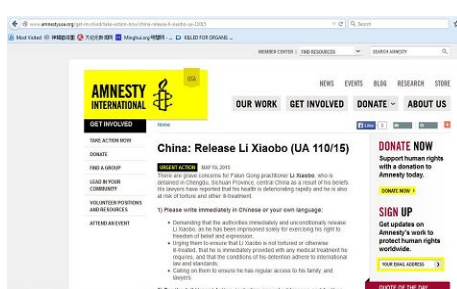 www.amnestyusa.org/get-involved/take-action-now/china-release-li-xiaobo-ua-11015
Search
Most Visited
Minghui.org
KILLED FOR ORGANS...
MEMBER CENTER | FIND RESOURCES
SEARCH AMNESTY
AMNESTY
INTERNATIONAL
USA
NEWS EVENTS BLOG RESEARCH STORE
OUR WORK GET INVOLVED DONATE ABOUT US
GET INVOLVED
TAKE ACTION NOW
DONATE
FIND A GROUP
LEAD IN YOUR
COMMUNITY
VOLUNTEER POSITIONS
AND RESOURCES
ATTEND AN EVENT
Home
Like
China: Release Li Xiaobo (UA 110/15)
URGENT ACTION MAY 19, 2015
There are grave concerns for Falun Gong practitioner Li Xiaobo, who is
detained in Chengdu, Sichuan Province, central China as a result of his beliefs
His lawyers have reported that his health is deteriorating rapidly and he is also
at risk of torture and other ill-treatment.
1) Please write immediately in Chinese or your own language:
Demanding that the authorities immediately and unconditionally release
Li Xiaobo, as he has been imprisoned solely for exercising his right to
freedom of belief and expression;
Urging them to ensure that Li Xiaobo is not tortured or otherwise
ill-treated, that he is immediately provided with any medical treatment he
requires, and that the conditions of his detention adhere to international
law and standards;
Calling on them to ensure he has regular access to his family and
lawyers.
DONATE NOW
Support human rights
with a donation to
Amnesty today.
DONATE NOW
SIGN UP
Get updates on
Amnesty's work to
protect human rights
worldwide.
YOUR EMAIL ADDRESS
QUOTE OF THE DAY